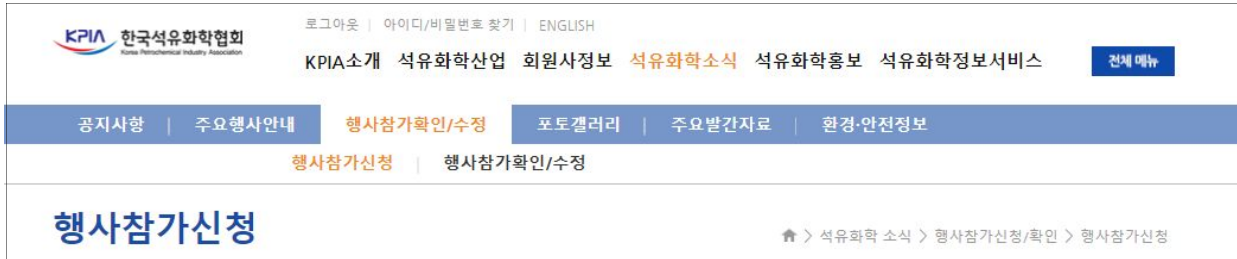 로그아웃 | 아이디/비밀번호 찾기 | ENGLISH
KPIA 한국석유화학협회
Korea Petrochemical Industry Association
KPIA소개 석유화학산업 회원사정보 석유화학소식 석유화학홍보 석유화학정보서비스 전체 메뉴
공지사항 | 주요행사안내 행사참가확인/수정 포토갤러리 | 주요발간자료 | 환경·안전정보
행사참가신청 | 행사참가확인/수정
행사참가신청
> 석유화학 소식 > 행사참가신청/확인 > 행사참가신청